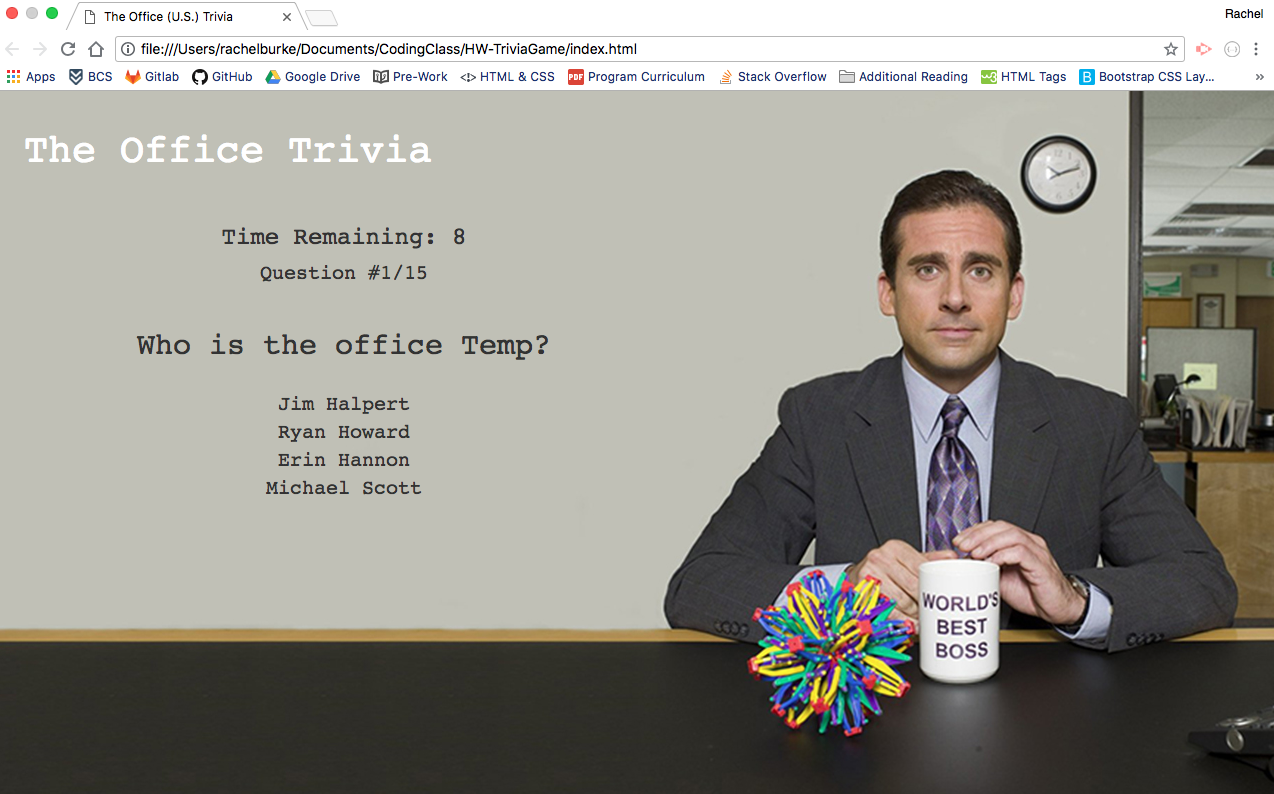 The Office (U.S.) Trivia
Rachel
file:///Users/rachelburke/Documents/CodingClass/HW-TriviaGame/index.html
Apps BCS Gitlab GitHub Google Drive Pre-Work HTML & CSS PDF Program Curriculum Stack Overflow Additional Reading w3 HTML Tags B Bootstrap CSS Lay... »
The Office Trivia
Time Remaining: 8
Question #1/15
Who is the office Temp?
Jim Halpert
Ryan Howard
Erin Hannon
Michael Scott
WORLD'S
BEST
BOSS